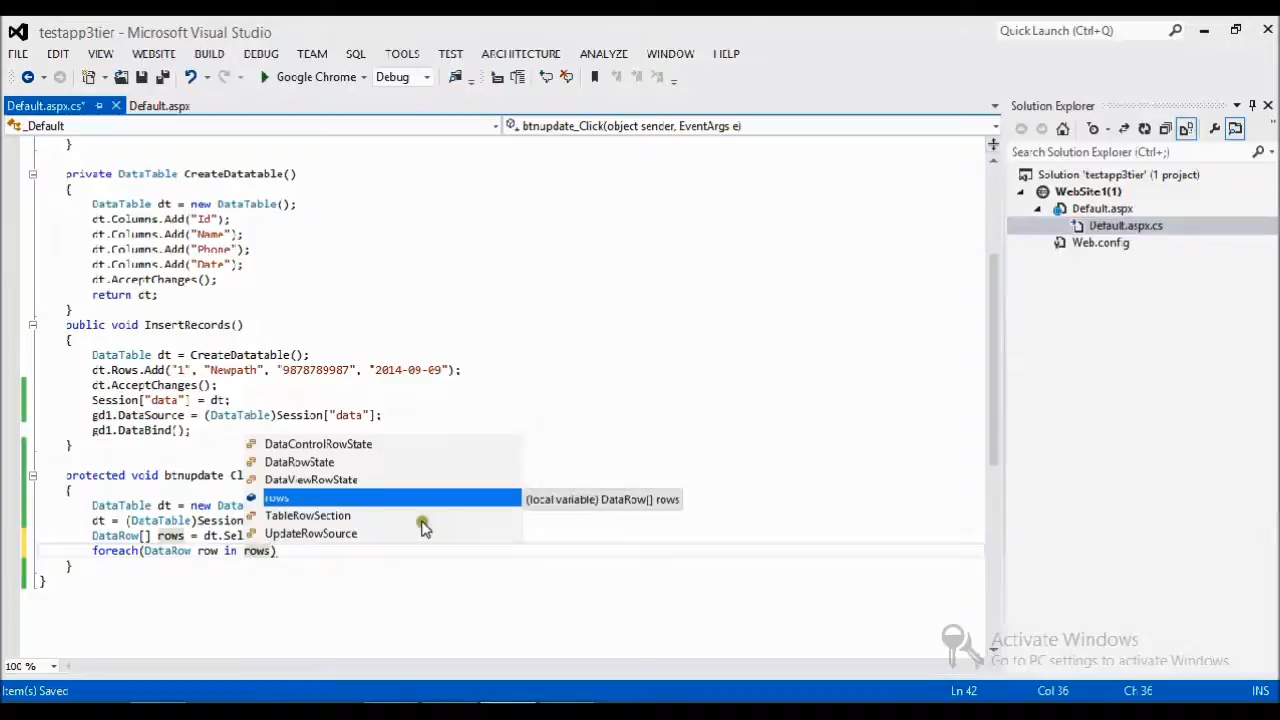 testapp3tier - Microsoft Visual Studio
Quick Launch (Ctrl+Q)
FILE EDIT VIEW WEBSITE BUILD DEBUG TEAM SQL TOOLS TEST ARCHITECTURE ANALYZE WINDOW HELP
Google Chrome Debug
Default.aspx.cs* Default.aspx
_Default btnupdate_Click(object sender, EventArgs e)
}
private DataTable CreateDatatable()
{
DataTable dt = new DataTable();
dt.Columns.Add("Id");
dt.Columns.Add("Name");
dt.Columns.Add("Phone");
dt.Columns.Add("Date");
dt.AcceptChanges();
return dt;
}
public void InsertRecords()
{
DataTable dt = CreateDatatable();
dt.Rows.Add("1", "Newpath", "9878789987", "2014-09-09");
dt.AcceptChanges();
Session["data"] = dt;
gd1.DataSource = (DataTable)Session["data"];
gd1.DataBind();
}
protected void btnupdate Cl
{
DataTable dt = new Data
dt = (DataTable)Session
DataRow[] rows = dt.Sel
foreach(DataRow row in rows)
}
}
DataControlRowState
DataRowState
DataViewRowState
rows
TableRowSection
UpdateRowSource
(local variable) DataRow[] rows
Solution Explorer
Search Solution Explorer (Ctrl+;)
Solution 'testapp3tier' (1 project)
WebSite1(1)
Default.aspx
Default.aspx.cs
Web.config
Activate Windows
Go to PC settings to activate Windows.
100 %
Item(s) Saved Ln 42 Col 36 Ch 36 INS